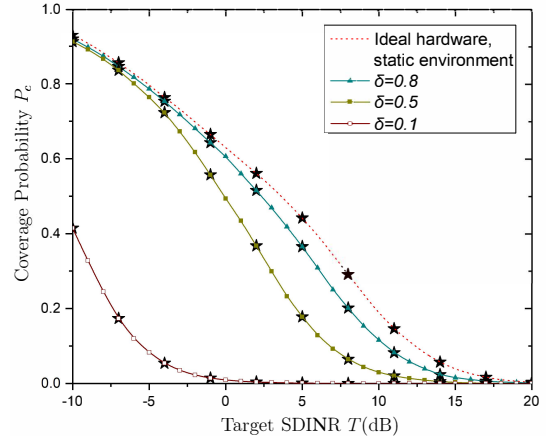 1.0
0.8
0.6
0.4
0.2
0.0
-10
-5
0
5
10
15
20
Coverage Probability P_c
Target SDINR T(dB)
Ideal hardware,
static environment
δ=0.8
δ=0.5
δ=0.1